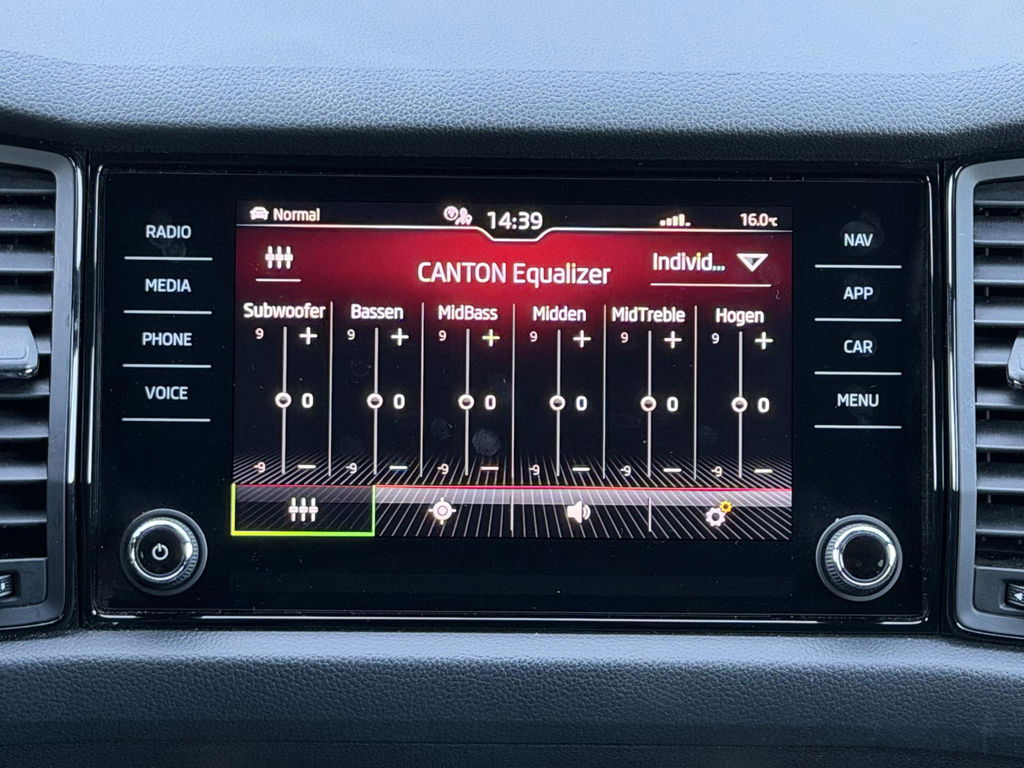 Normal 14:39 16.0°C
CANTON Equalizer Individ...
Subwoofer Bassen MidBass Midden MidTreble Hogen
9 + 9 + 9 + 9 + 9 + 9 +
0 0 0 0 0 0
-9 − -9 − -9 − -9 − -9 − -9 −
RADIO
MEDIA
PHONE
VOICE
NAV
APP
CAR
MENU